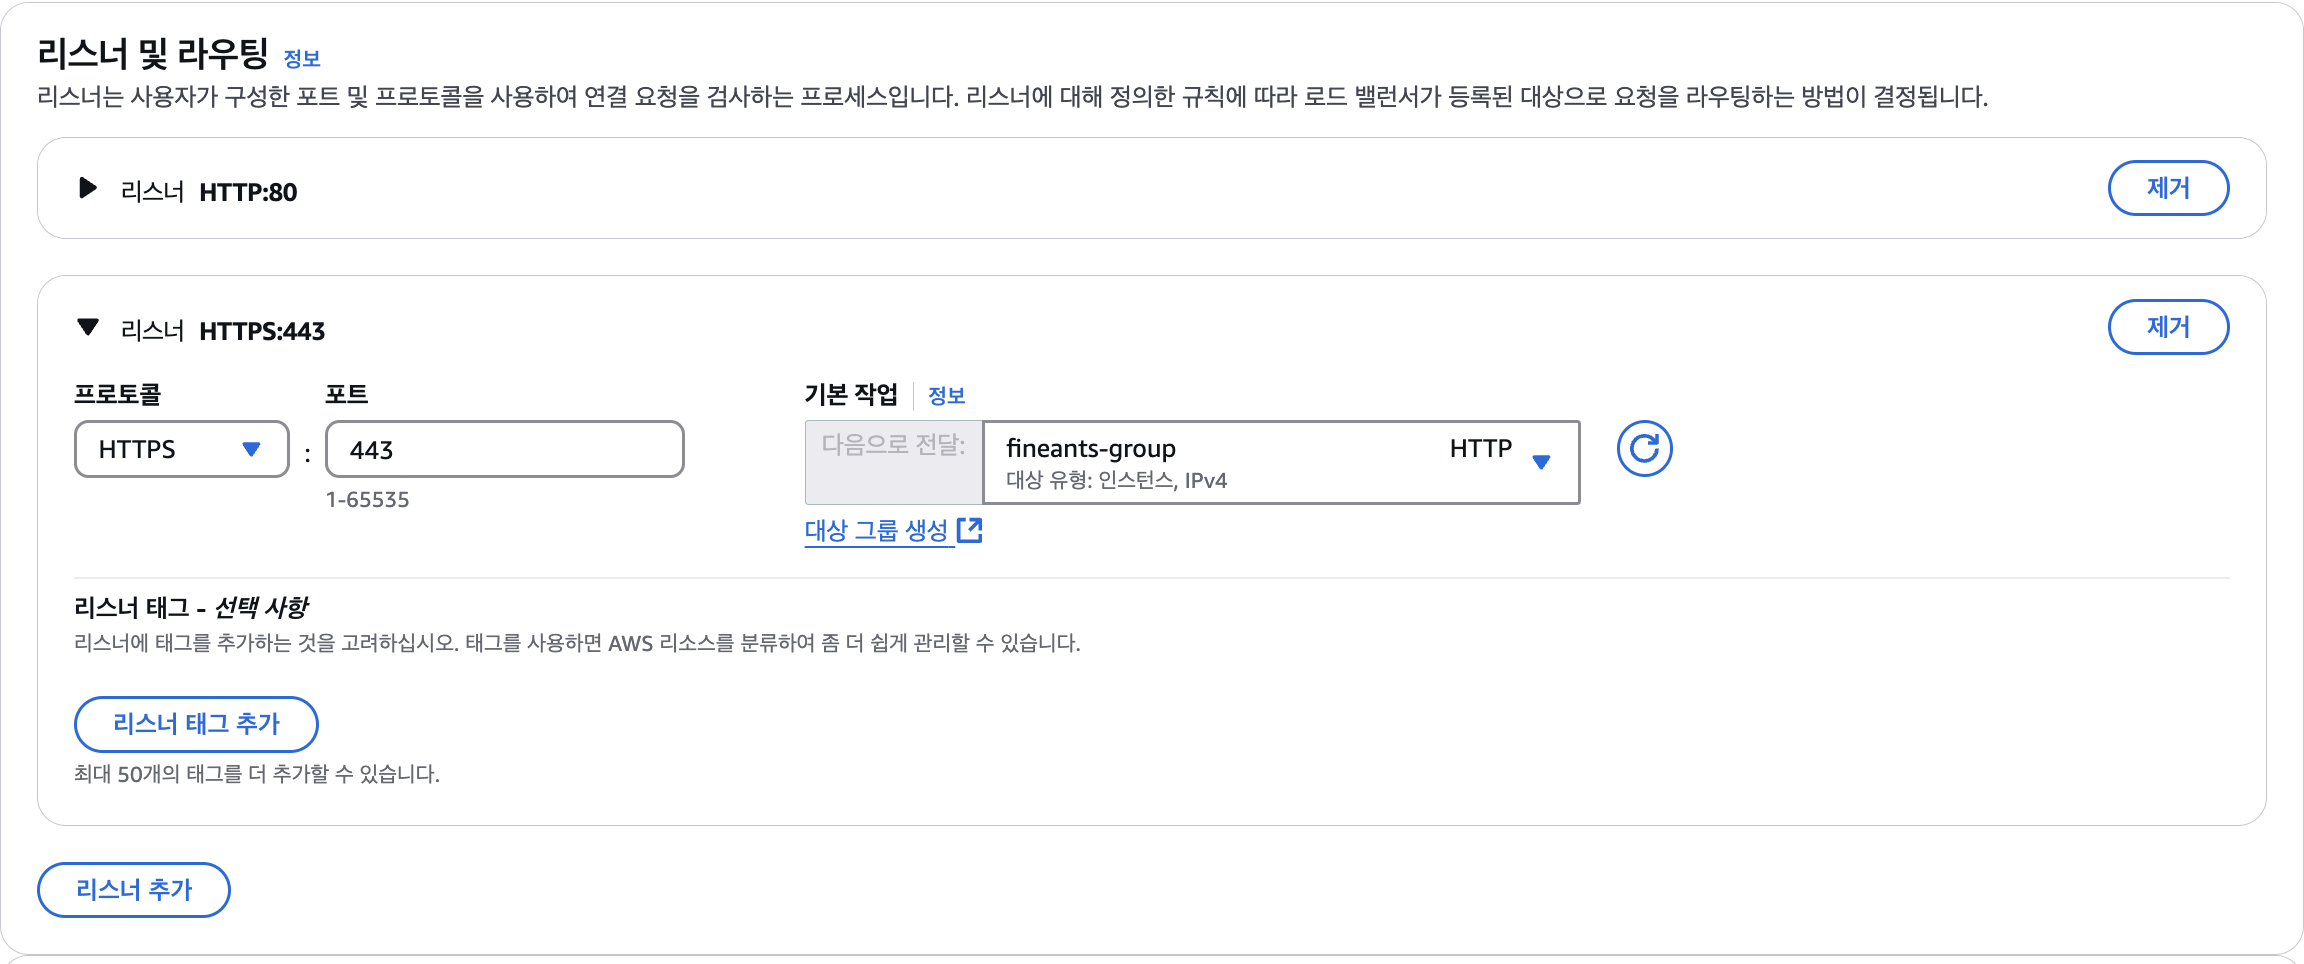 리스너 및 라우팅 정보
리스너는 사용자가 구성한 포트 및 프로토콜을 사용하여 연결 요청을 검사하는 프로세스입니다. 리스너에 대해 정의한 규칙에 따라 로드 밸런서가 등록된 대상으로 요청을 라우팅하는 방법이 결정됩니다.
리스너 HTTP:80
제거
리스너 HTTPS:443
제거
프로토콜
포트
기본 작업
정보
HTTPS
:
443
1-65535
다음으로 전달:
fineants-group
HTTP
대상 유형: 인스턴스, IPv4
대상 그룹 생성
리스너 태그 - 선택 사항
리스너에 태그를 추가하는 것을 고려하십시오. 태그를 사용하면 AWS 리소스를 분류하여 좀 더 쉽게 관리할 수 있습니다.
리스너 태그 추가
최대 50개의 태그를 더 추가할 수 있습니다.
리스너 추가